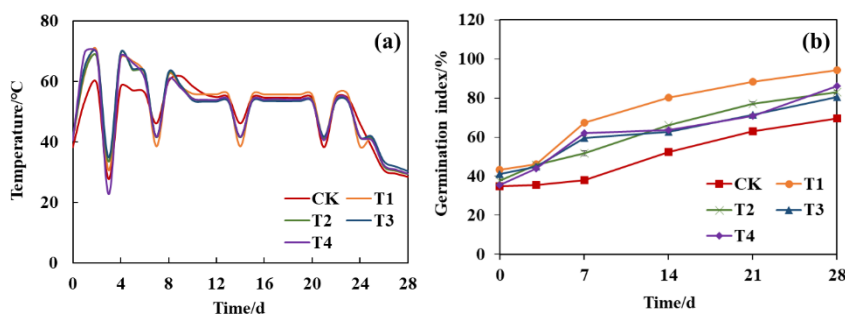 (a)
Temperature/°C
80
60
40
20
0
0 4 8 12 16 20 24 28
Time/d
CK T1
T2 T3
T4
(b)
Germination index/%
120
100
80
60
40
20
0
0 7 14 21 28
Time/d
CK T1
T2 T3
T4